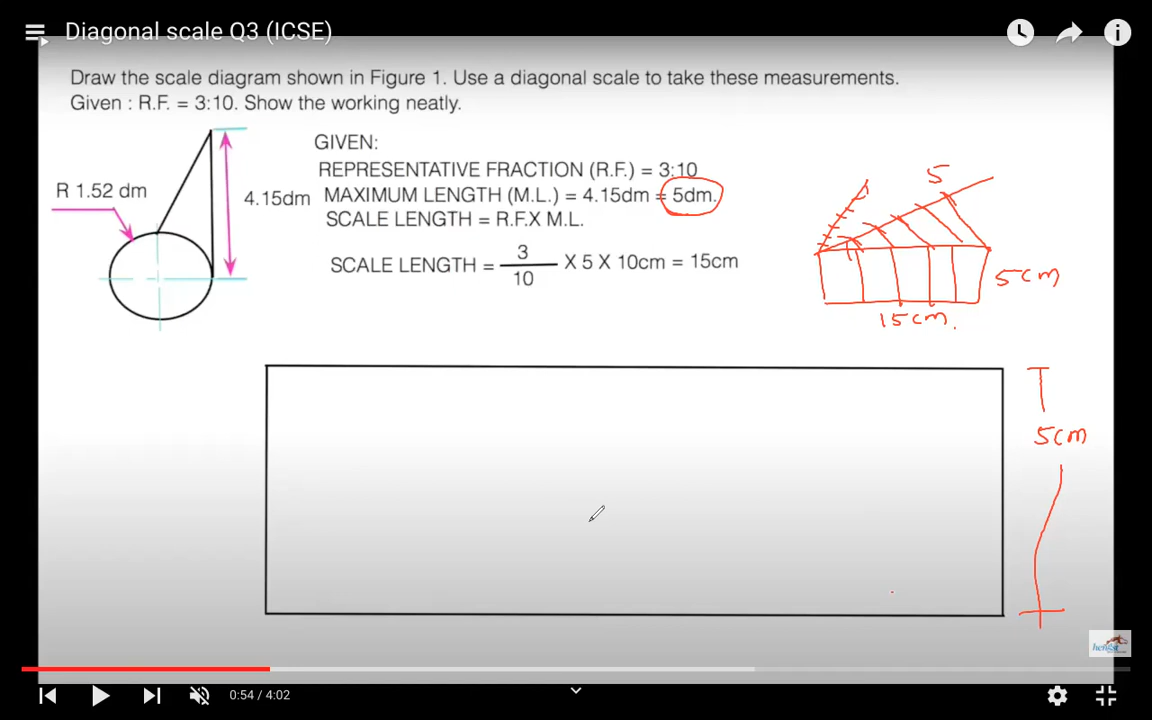 Diagonal scale Q3 (ICSE)
Draw the scale diagram shown in Figure 1. Use a diagonal scale to take these measurements.
Given : R.F. = 3:10. Show the working neatly.
GIVEN:
REPRESENTATIVE FRACTION (R.F.) = 3:10
MAXIMUM LENGTH (M.L.) = 4.15dm = 5dm.
SCALE LENGTH = R.F.X M.L.
SCALE LENGTH = 3/10 X 5 X 10cm = 15cm
R 1.52 dm
4.15dm
5
5cm
15cm.
5cm
0:54 / 4:02